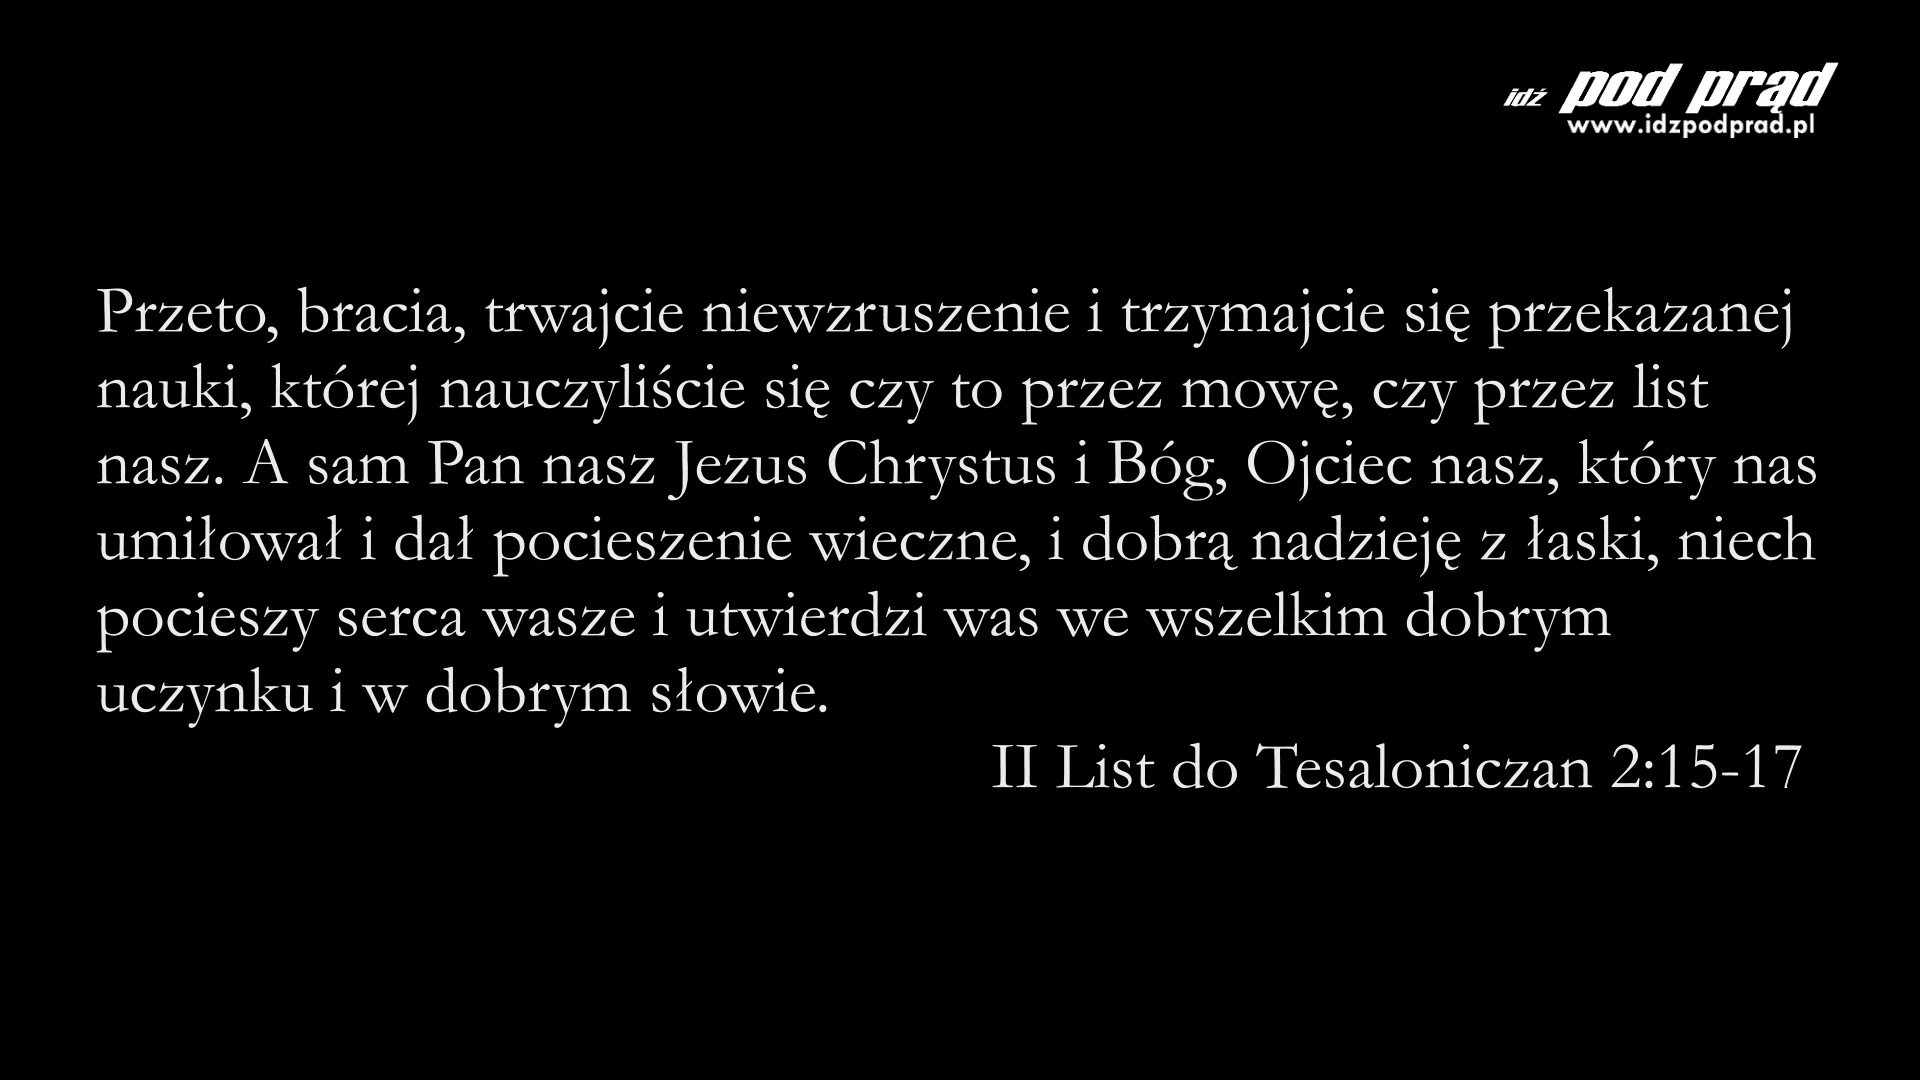 idź pod prąd
www.idzpodprad.pl
Przeto, bracia, trwajcie niewzruszenie i trzymajcie się przekazanej
nauki, której nauczyliście się czy to przez mowę, czy przez list
nasz. A sam Pan nasz Jezus Chrystus i Bóg, Ojciec nasz, który nas
umiłował i dał pocieszenie wieczne, i dobrą nadzieję z łaski, niech
pocieszy serca wasze i utwierdzi was we wszelkim dobrym
uczynku i w dobrym słowie.
II List do Tesaloniczan 2:15-17